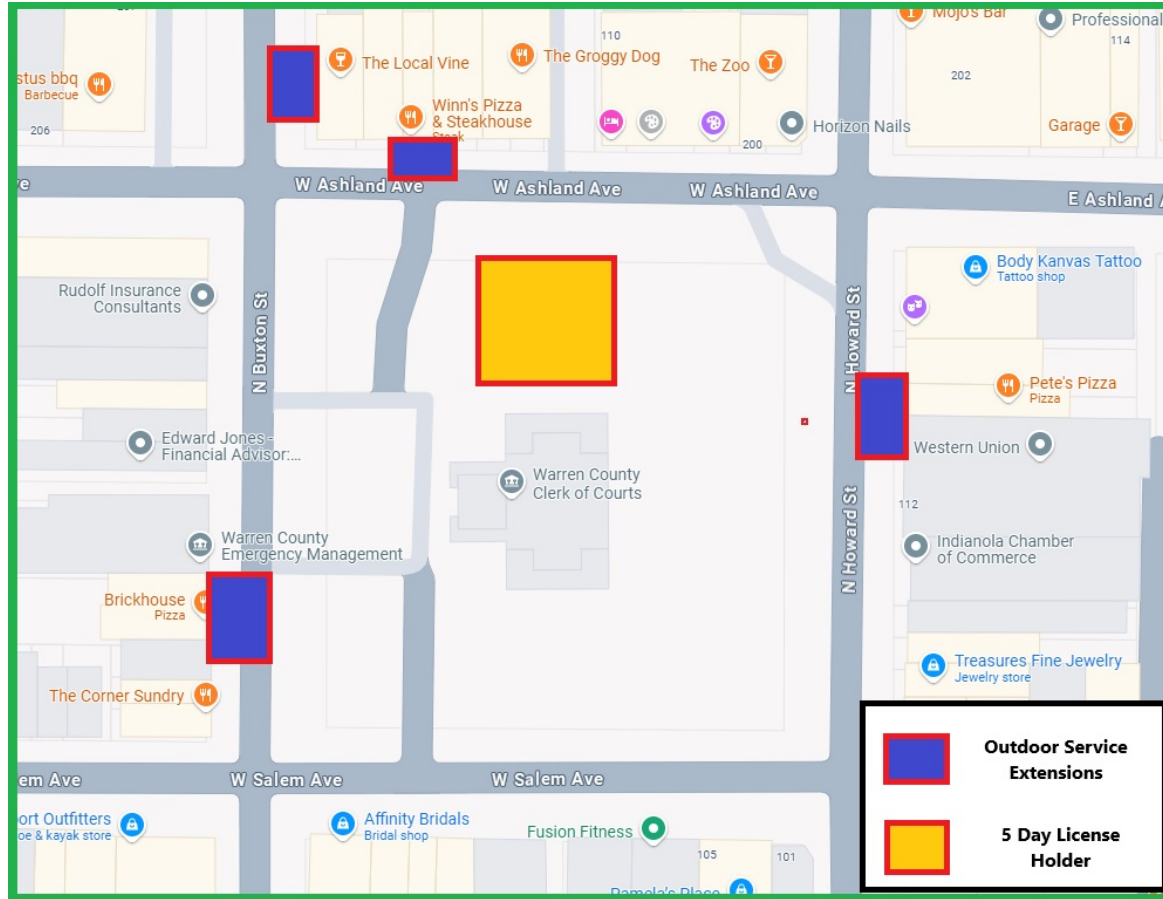 Mojo's Bar
Professional
110
114
The Local Vine
The Groggy Dog
The Zoo
202
stus bbq
Barbecue
Winn's Pizza
& Steakhouse
Steak
206
Horizon Nails
Garage
200
W Ashland Ave
W Ashland Ave
W Ashland Ave
E Ashland
Body Kanvas Tattoo
Tattoo shop
Rudolf Insurance
Consultants
N Buxton St
N Howard St
Pete's Pizza
Pizza
Edward Jones -
Financial Advisor:...
Western Union
Warren County
Clerk of Courts
112
Warren County
Emergency Management
Indianola Chamber
of Commerce
N Howard St
Brickhouse
Pizza
Treasures Fine Jewelry
Jewelry store
The Corner Sundry
Outdoor Service
Extensions
em Ave
W Salem Ave
W Salem Ave
ort Outfitters
oe & kayak store
Affinity Bridals
Bridal shop
Fusion Fitness
105
101
5 Day License
Holder
Pamela's Place